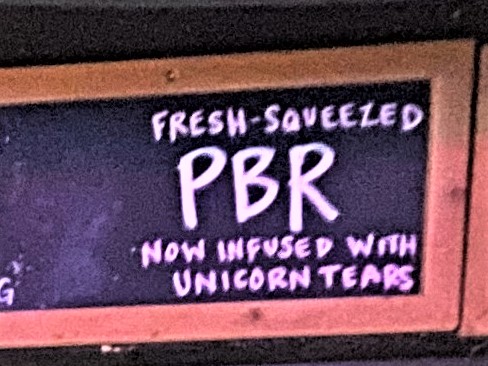 FRESH-SQUEEZED
PBR
NOW INFUSED WITH
UNICORN TEARS
G